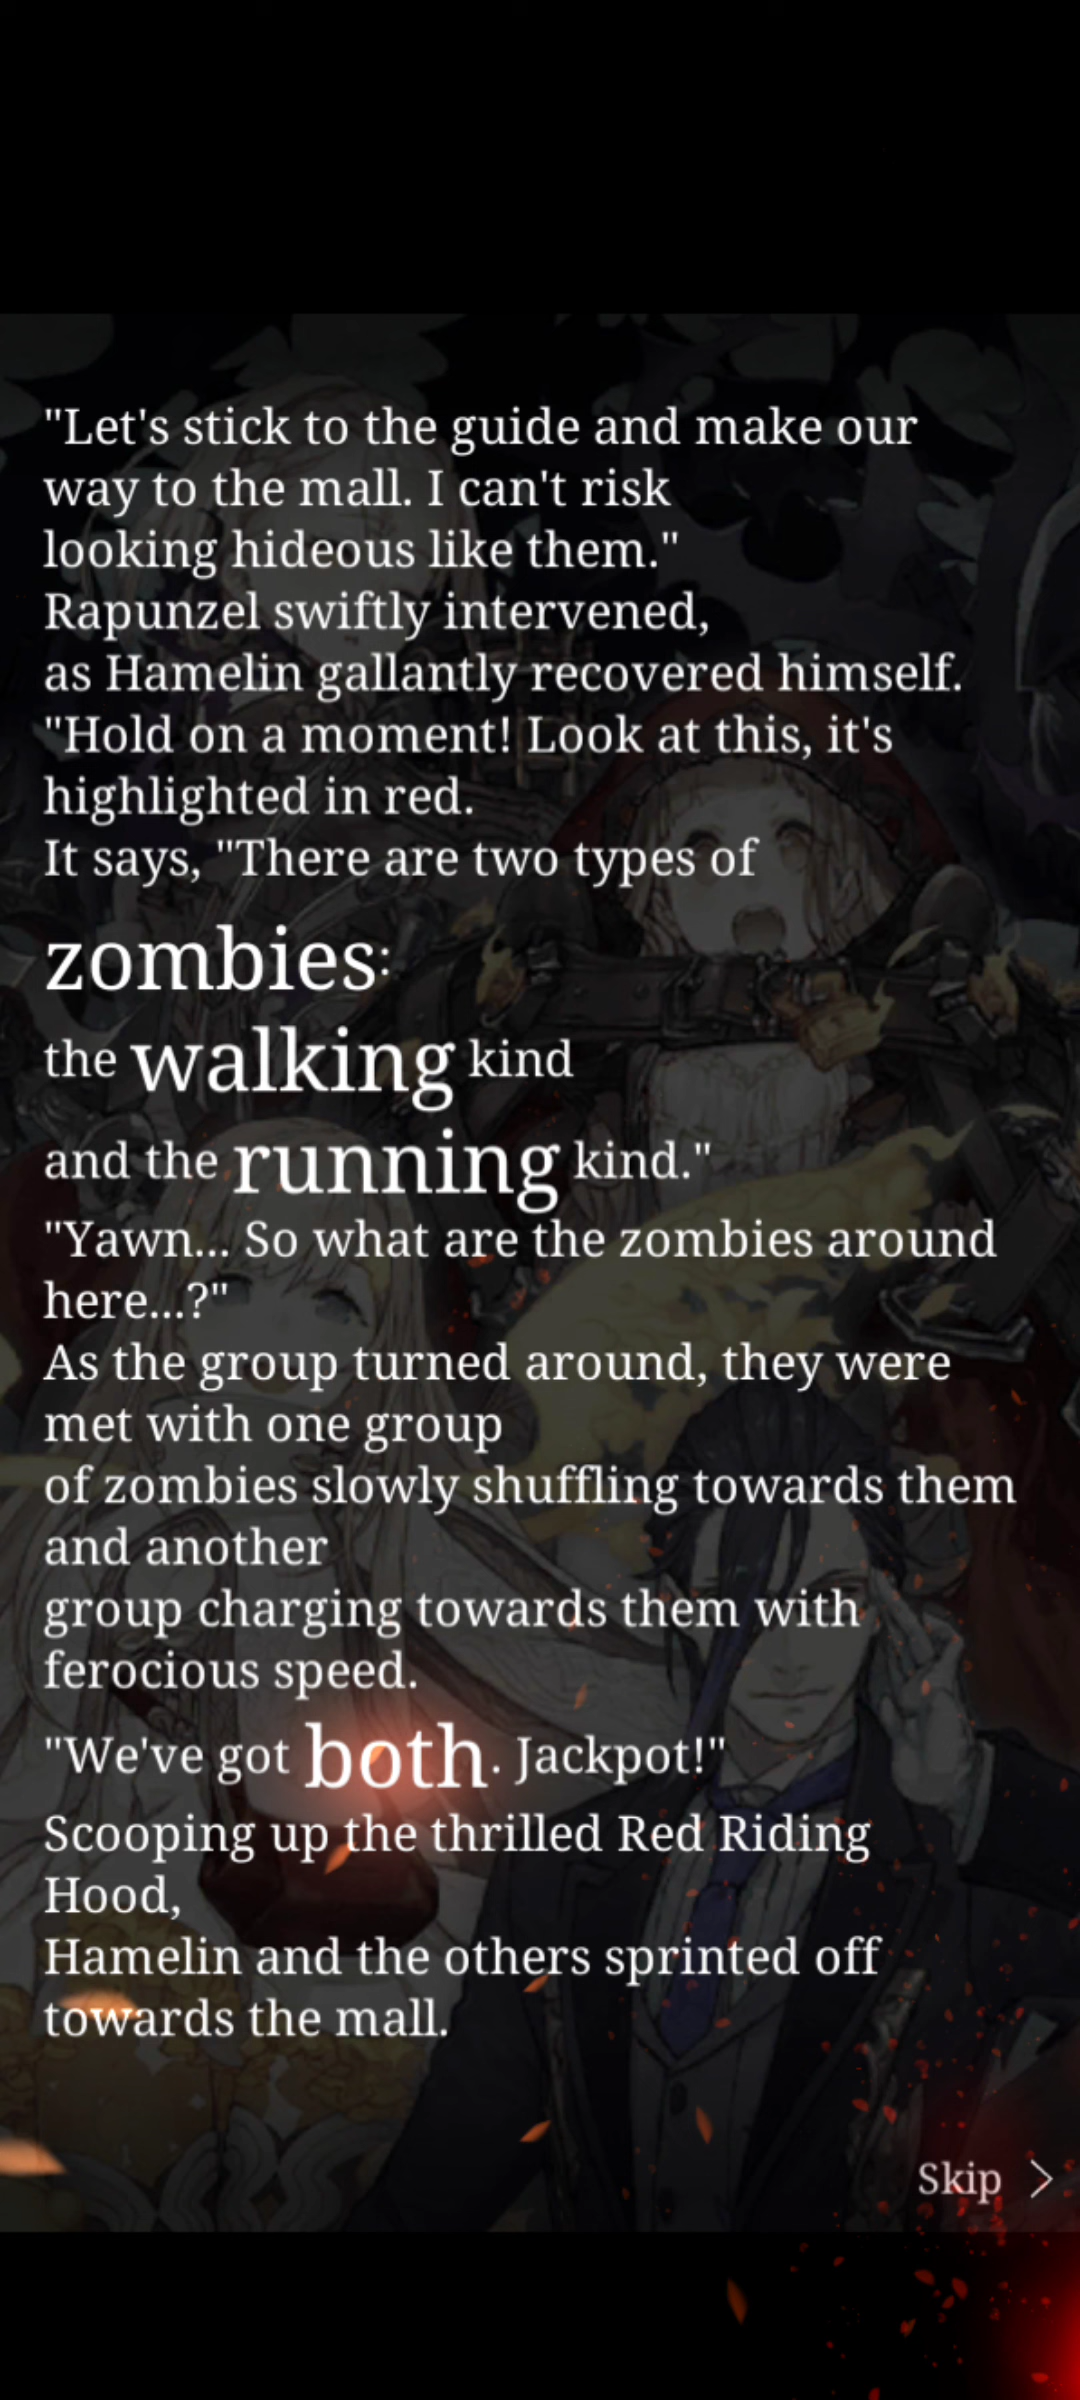 "Let's stick to the guide and make our
way to the mall. I can't risk
looking hideous like them."
Rapunzel swiftly intervened,
as Hamelin gallantly recovered himself.
"Hold on a moment! Look at this, it's
highlighted in red.
It says, "There are two types of
zombies:
the walking kind
and the running kind."
"Yawn... So what are the zombies around
here...?"
As the group turned around, they were
met with one group
of zombies slowly shuffling towards them
and another
group charging towards them with
ferocious speed.
"We've got both. Jackpot!"
Scooping up the thrilled Red Riding
Hood,
Hamelin and the others sprinted off
towards the mall.
Skip >